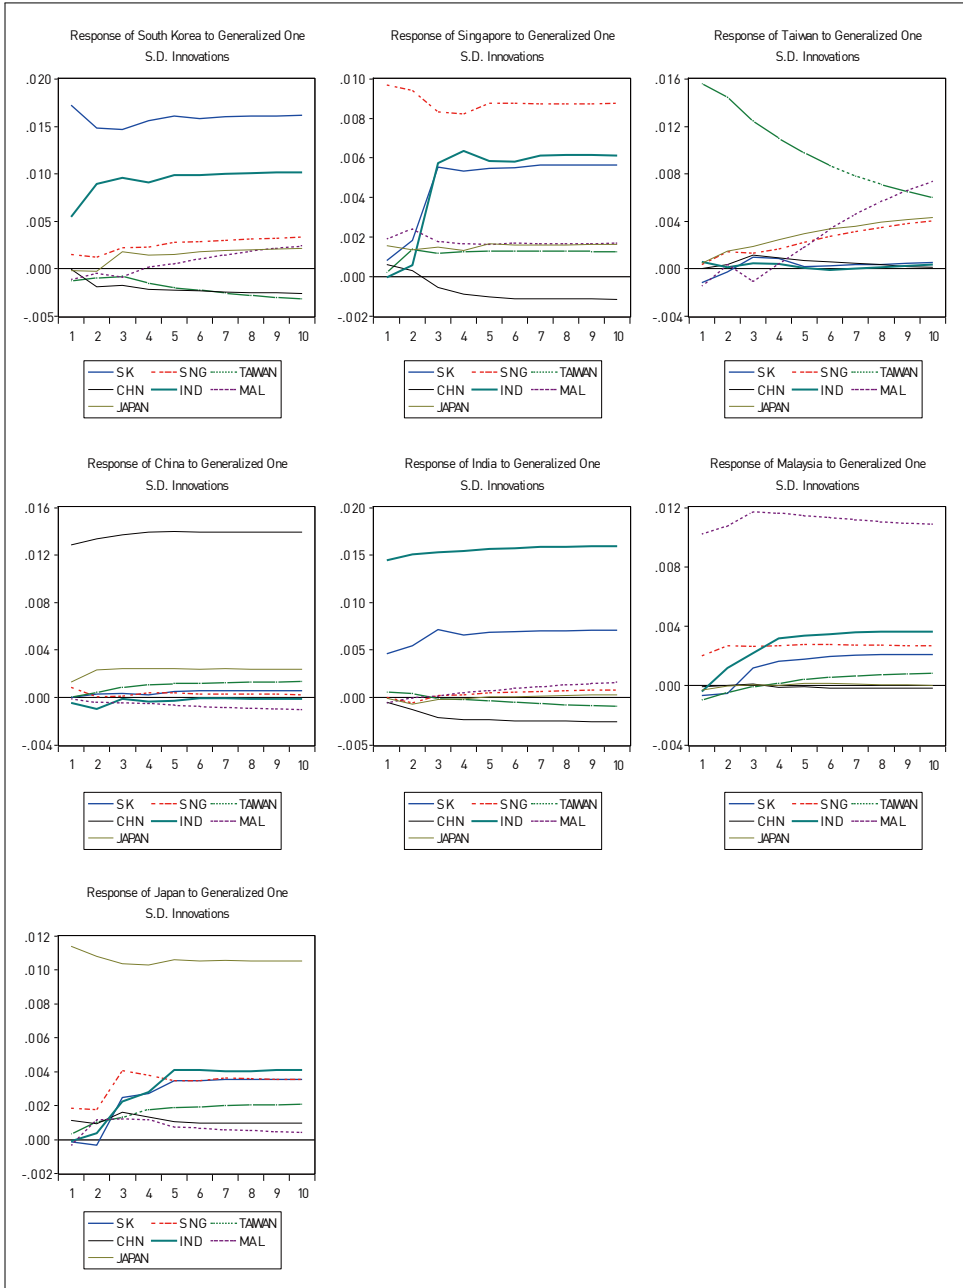 Response of South Korea to Generalized One
S.D. Innovations
.020
.015
.010
.005
.000
-.005
1 2 3 4 5 6 7 8 9 10
SK SNG TAIWAN
CHN IND MAL
JAPAN
Response of Singapore to Generalized One
S.D. Innovations
.010
.008
.006
.004
.002
.000
-.002
1 2 3 4 5 6 7 8 9 10
SK SNG TAIWAN
CHN IND MAL
JAPAN
Response of Taiwan to Generalized One
S.D. Innovations
.016
.012
.008
.004
.000
-.004
1 2 3 4 5 6 7 8 9 10
SK SNG TAIWAN
CHN IND MAL
JAPAN
Response of China to Generalized One
S.D. Innovations
.016
.012
.008
.004
.000
-.004
1 2 3 4 5 6 7 8 9 10
SK SNG TAIWAN
CHN IND MAL
JAPAN
Response of India to Generalized One
S.D. Innovations
.020
.015
.010
.005
.000
-.005
1 2 3 4 5 6 7 8 9 10
SK SNG TAIWAN
CHN IND MAL
JAPAN
Response of Malaysia to Generalized One
S.D. Innovations
.012
.008
.004
.000
-.004
1 2 3 4 5 6 7 8 9 10
SK SNG TAIWAN
CHN IND MAL
JAPAN
Response of Japan to Generalized One
S.D. Innovations
.012
.010
.008
.006
.004
.002
.000
-.002
1 2 3 4 5 6 7 8 9 10
SK SNG TAIWAN
CHN IND MAL
JAPAN